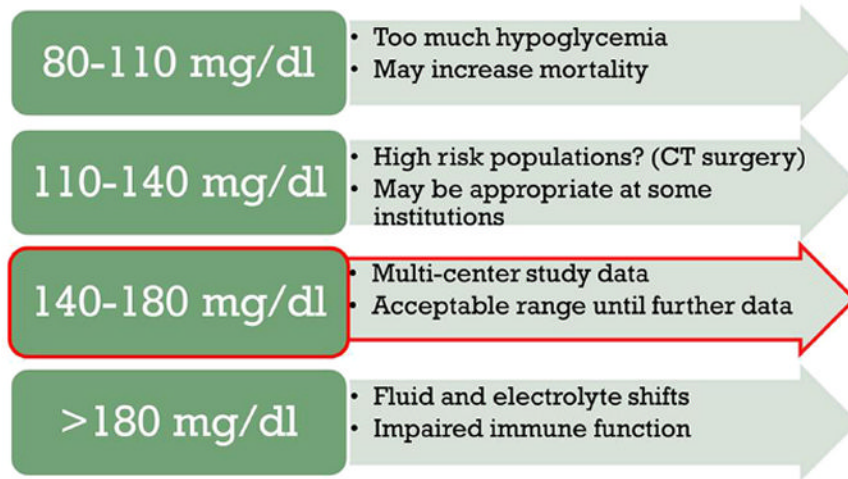 80-110 mg/dl
• Too much hypoglycemia
• May increase mortality
110-140 mg/dl
• High risk populations? (CT surgery)
• May be appropriate at some
institutions
140-180 mg/dl
• Multi-center study data
• Acceptable range until further data
>180 mg/dl
• Fluid and electrolyte shifts
• Impaired immune function